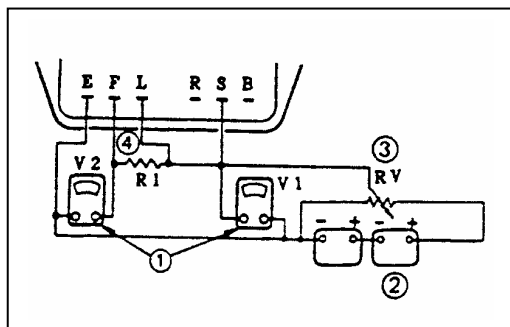 E F L R S B
④ ③
V2 R1 V1 RV
- + - +
①
②